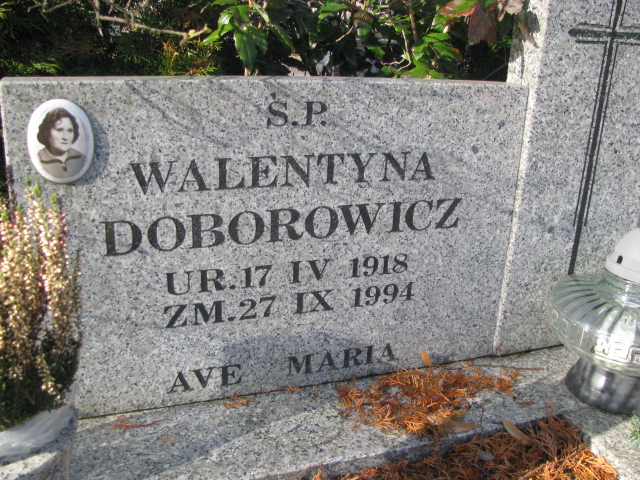 Ś.P.
WALENTYNA
DOBOROWICZ
UR.17 IV 1918
ZM.27 IX 1994
AVE MARIA